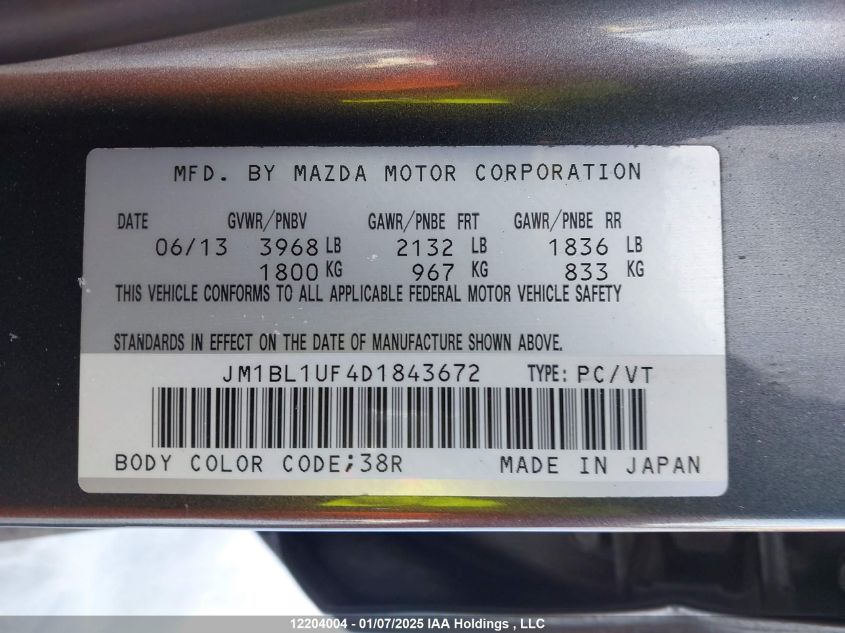 MFD. BY MAZDA MOTOR CORPORATION
DATE GVWR/PNBV GAWR/PNBE FRT GAWR/PNBE RR
06/13 3968 LB 2132 LB 1836 LB
1800 KG 967 KG 833 KG
THIS VEHICLE CONFORMS TO ALL APPLICABLE FEDERAL MOTOR VEHICLE SAFETY
STANDARDS IN EFFECT ON THE DATE OF MANUFACTURE SHOWN ABOVE.
JM1BL1UF4D1843672 TYPE: PC/VT
BODY COLOR CODE;38R MADE IN JAPAN
12204004 - 01/07/2025 IAA Holdings , LLC